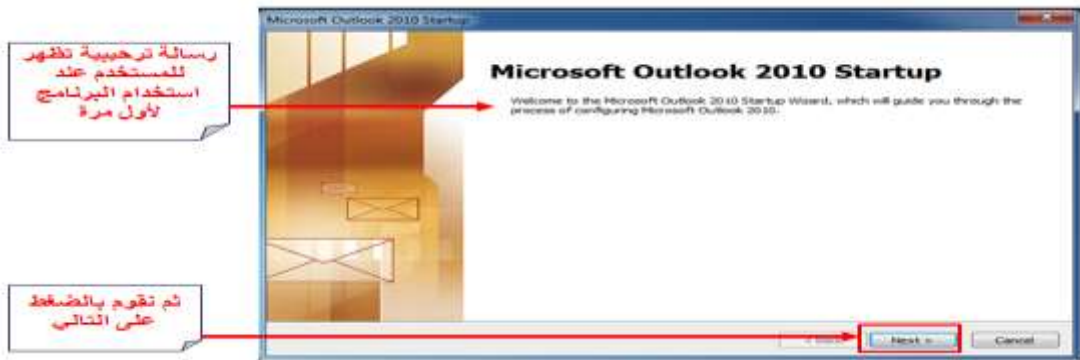 Microsoft Outlook 2010 Startup
رسالة ترحيبية تظهر
للمستخدم عند
استخدام البرنامج
لأول مرة
Microsoft Outlook 2010 Startup
Welcome to the Microsoft Outlook 2010 Startup Wizard, which will guide you through the
process of configuring Microsoft Outlook 2010.
ثم تقوم بالضغط
على التالي
< Back
Next >
Cancel